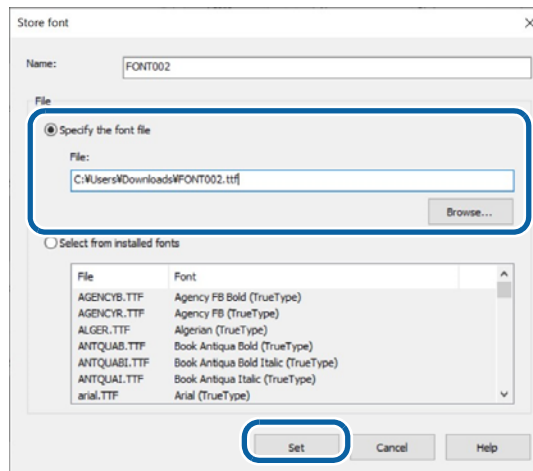 Store font
Name: FONT002
File
Specify the font file
File:
C:¥Users¥Downloads¥FONT002.ttf
Browse...
Select from installed fonts
File Font
AGENCYB.TTF Agency FB Bold (TrueType)
AGENCYR.TTF Agency FB (TrueType)
ALGER.TTF Algerian (TrueType)
ANTQUAB.TTF Book Antiqua Bold (TrueType)
ANTQUABI.TTF Book Antiqua Bold Italic (TrueType)
ANTQUAI.TTF Book Antiqua Italic (TrueType)
arial.TTF Arial (TrueType)
Set Cancel Help